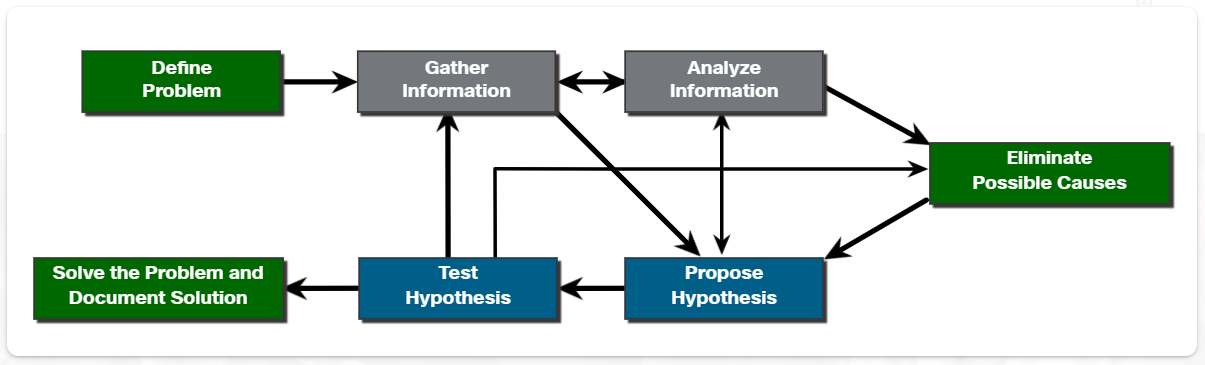 Define
Problem
Gather
Information
Analyze
Information
Eliminate
Possible Causes
Solve the Problem and
Document Solution
Test
Hypothesis
Propose
Hypothesis